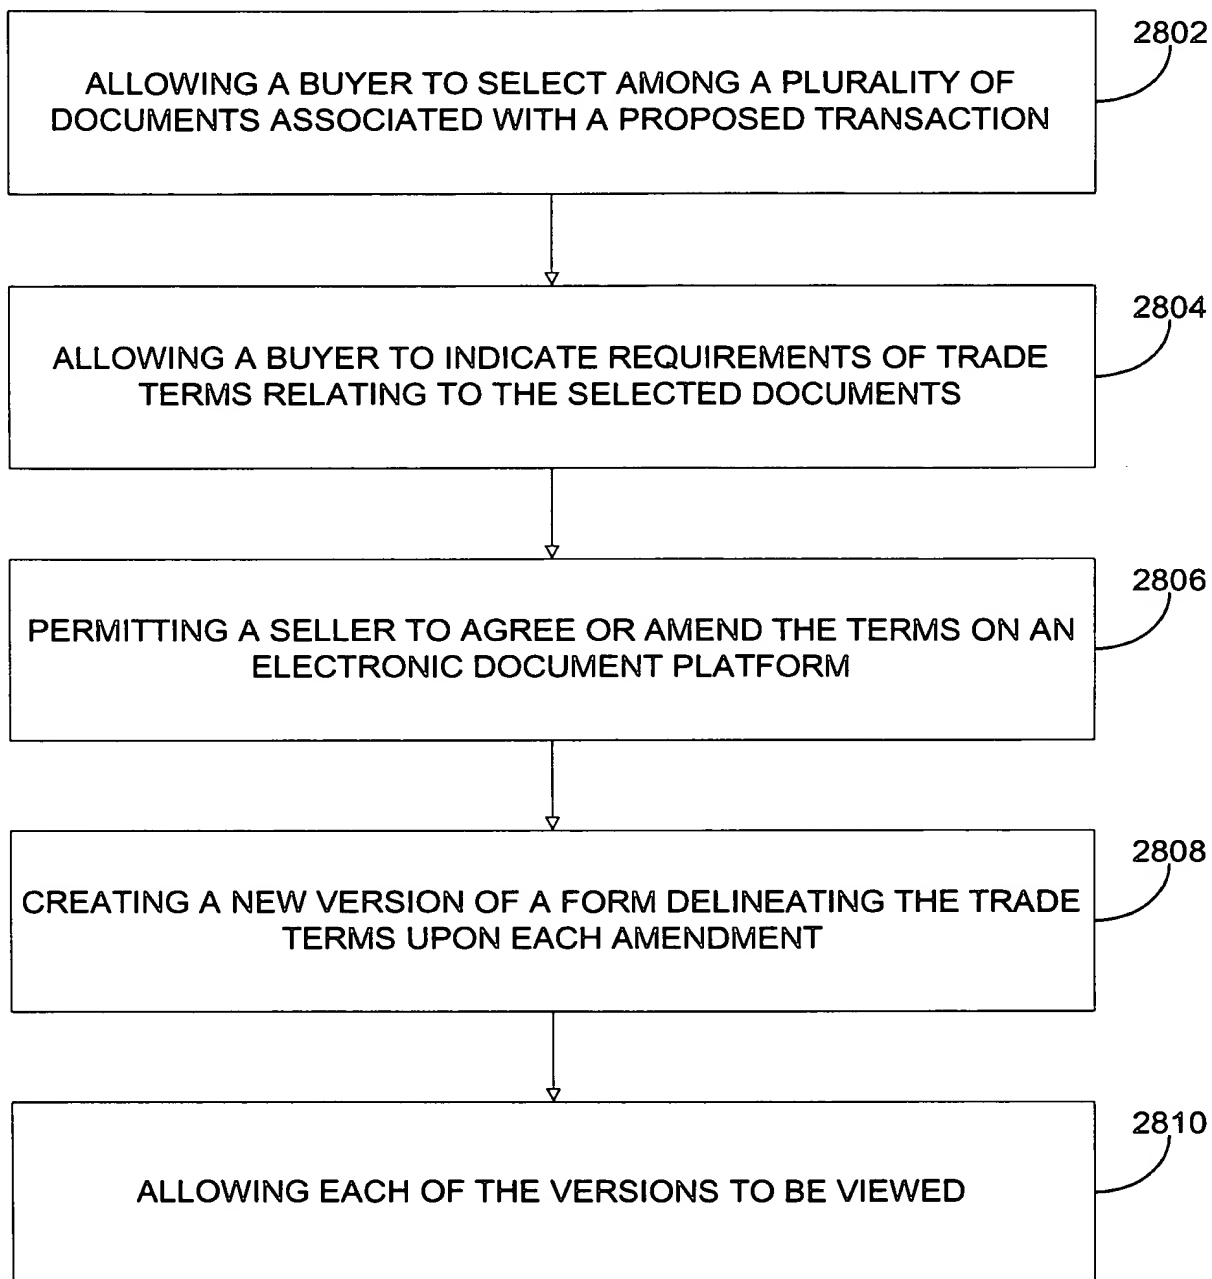 2802
ALLOWING A BUYER TO SELECT AMONG A PLURALITY OF
DOCUMENTS ASSOCIATED WITH A PROPOSED TRANSACTION
2804
ALLOWING A BUYER TO INDICATE REQUIREMENTS OF TRADE
TERMS RELATING TO THE SELECTED DOCUMENTS
2806
PERMITTING A SELLER TO AGREE OR AMEND THE TERMS ON AN
ELECTRONIC DOCUMENT PLATFORM
2808
CREATING A NEW VERSION OF A FORM DELINEATING THE TRADE
TERMS UPON EACH AMENDMENT
2810
ALLOWING EACH OF THE VERSIONS TO BE VIEWED